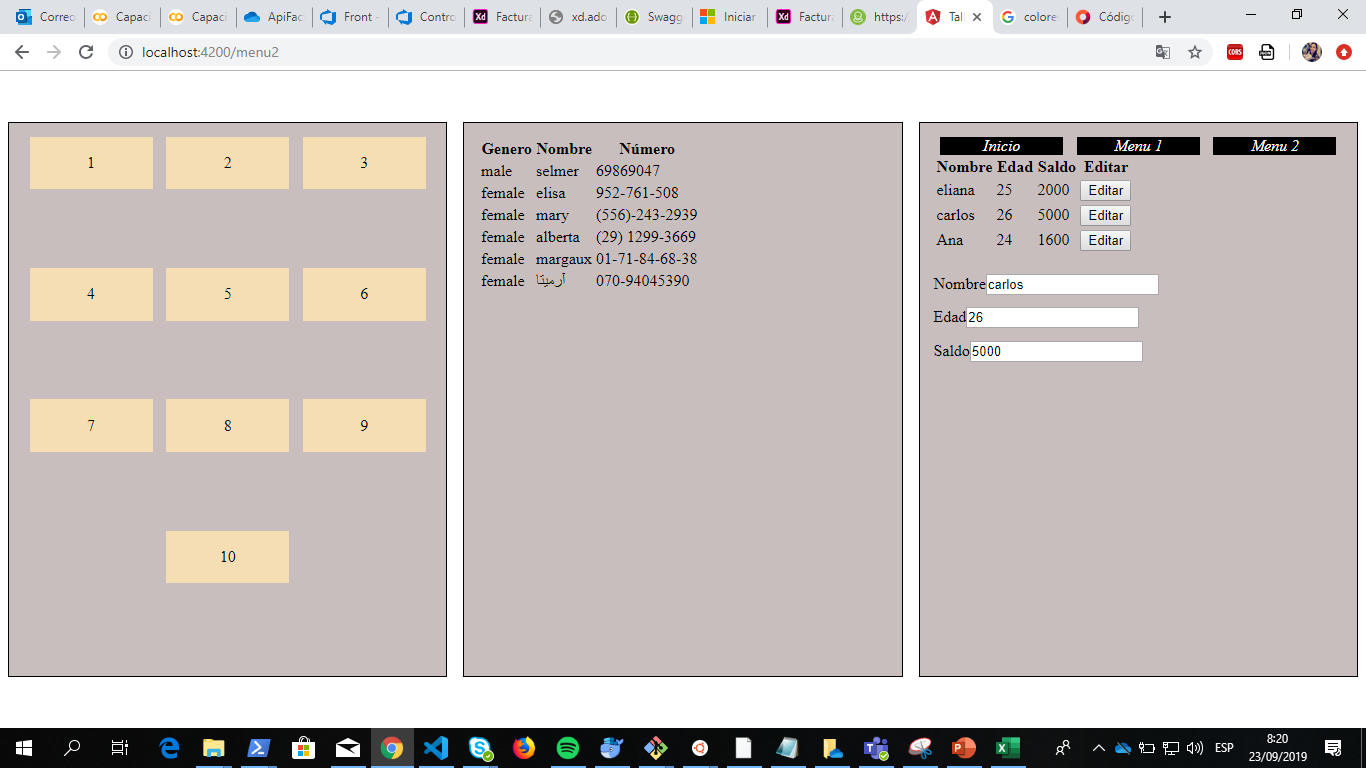 Correo
Capaci
Capaci
ApiFac
Front -
Contro
Factura
xd.ado
Swagg
Iniciar
Factura
https:/
Tal
colore
Código
localhost:4200/menu2
1 2 3
4 5 6
7 8 9
10
Genero Nombre Número
male selmer 69869047
female elisa 952-761-508
female mary (556)-243-2939
female alberta (29) 1299-3669
female margaux 01-71-84-68-38
female آرمیتا 070-94045390
Inicio Menu 1 Menu 2
Nombre Edad Saldo Editar
eliana 25 2000 Editar
carlos 26 5000 Editar
Ana 24 1600 Editar
Nombre carlos
Edad 26
Saldo 5000
ESP
8:20
23/09/2019